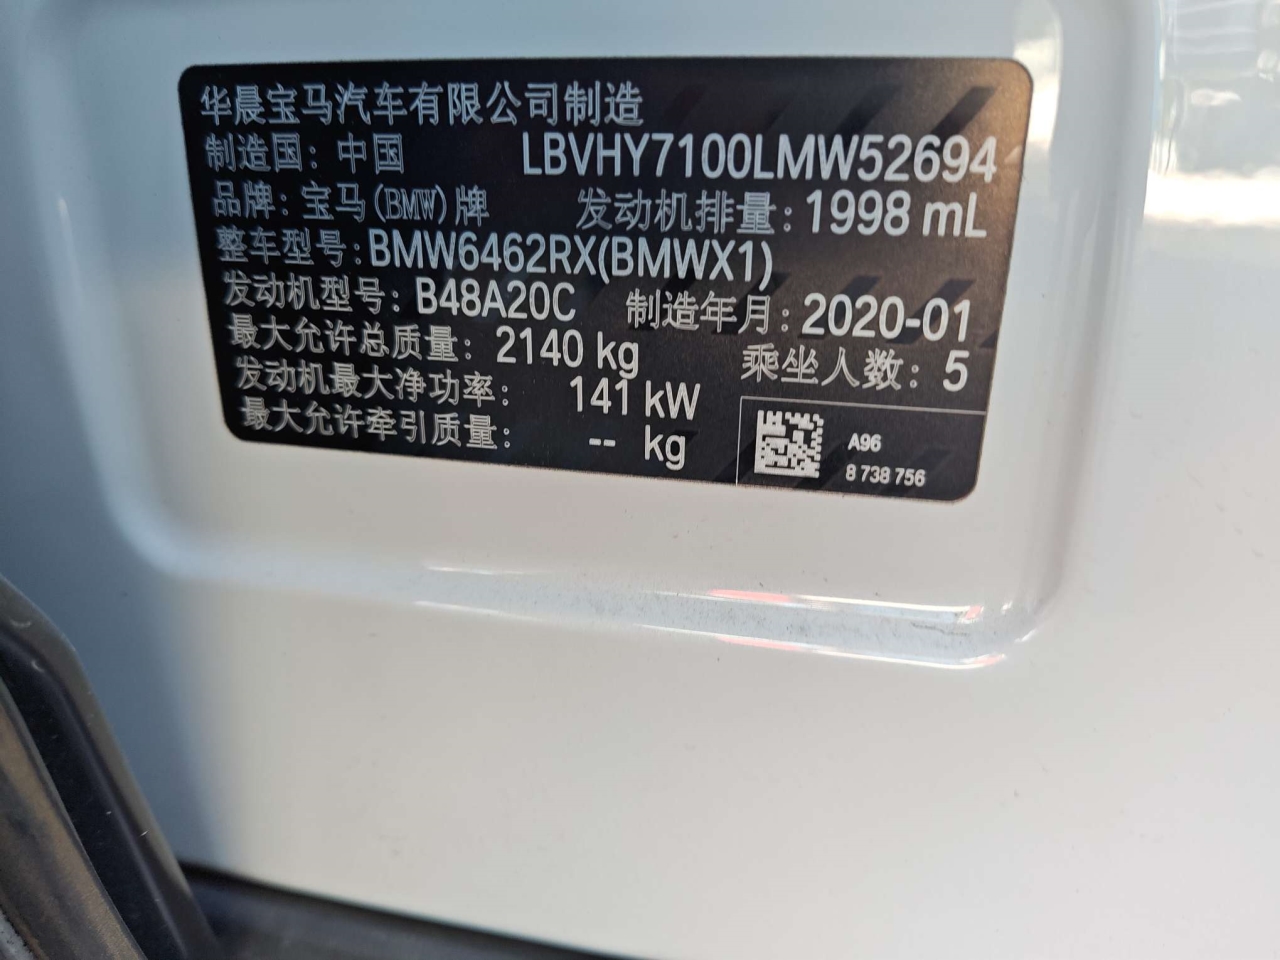 华晨宝马汽车有限公司制造
制造国：中国 LBVHY7100LMW52694
品牌：宝马(BMW)牌 发动机排量：1998 mL
整车型号：BMW6462RX(BMWX1)
发动机型号：B48A20C 制造年月：2020-01
最大允许总质量：2140 kg 乘坐人数：5
发动机最大净功率：141 kW
最大允许牵引质量：-- kg
A96
8 738 756